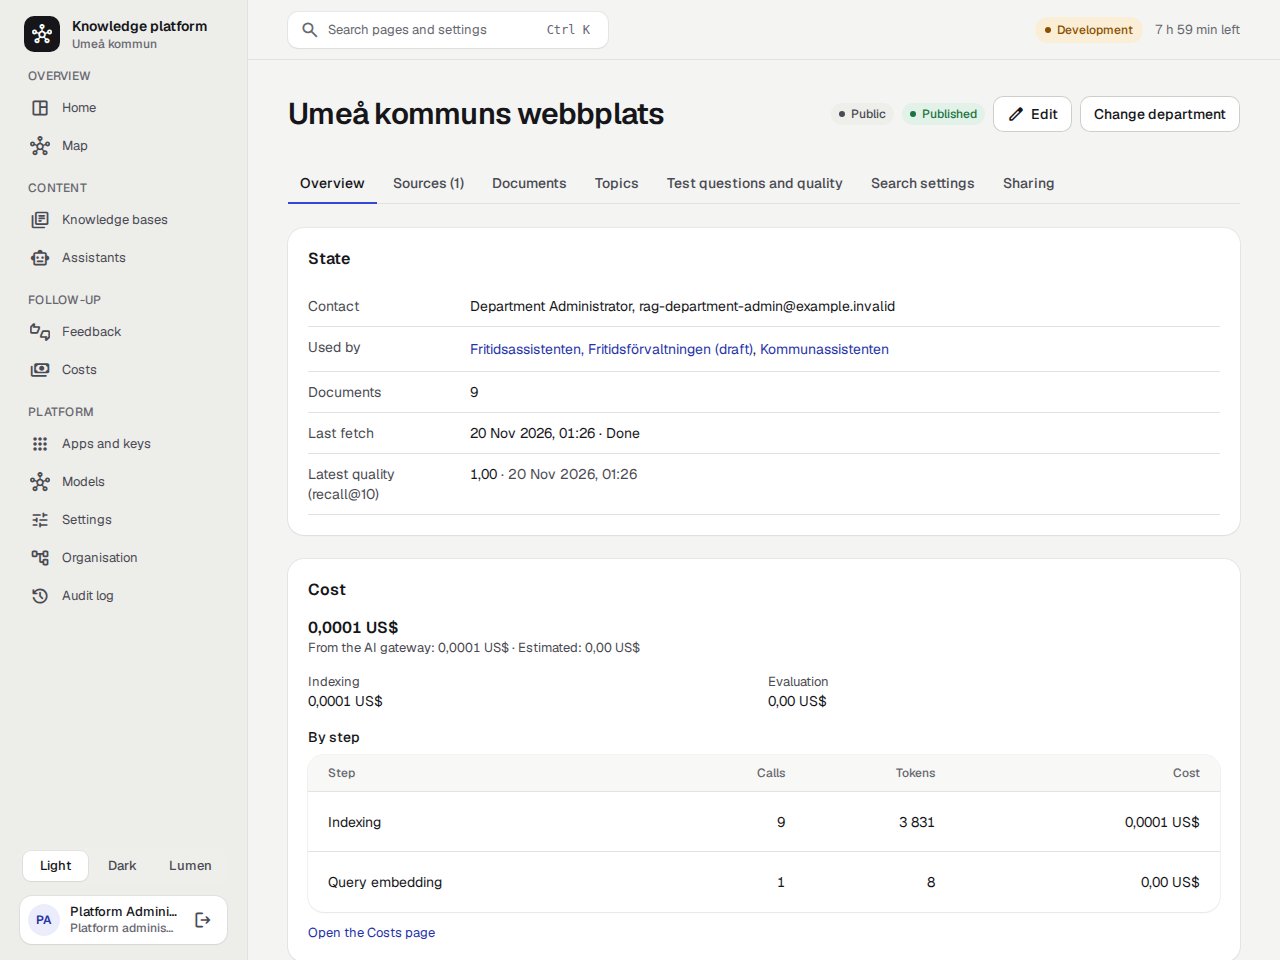 Knowledge platform
Umeå kommun
OVERVIEW
Home
Map
CONTENT
Knowledge bases
Assistants
FOLLOW-UP
Feedback
Costs
PLATFORM
Apps and keys
Models
Settings
Organisation
Audit log
Light Dark Lumen
PA
Platform Admini…
Platform adminis…
Search pages and settings Ctrl K
Development 7 h 59 min left
Umeå kommuns webbplats
Public Published Edit Change department
Overview Sources (1) Documents Topics Test questions and quality Search settings Sharing
State
Contact Department Administrator, rag-department-admin@example.invalid
Used by Fritidsassistenten, Fritidsförvaltningen (draft), Kommunassistenten
Documents 9
Last fetch 20 Nov 2026, 01:26 · Done
Latest quality (recall@10) 1,00 · 20 Nov 2026, 01:26
Cost
0,0001 US$
From the AI gateway: 0,0001 US$ · Estimated: 0,00 US$
Indexing Evaluation
0,0001 US$ 0,00 US$
By step
Step Calls Tokens Cost
Indexing 9 3 831 0,0001 US$
Query embedding 1 8 0,00 US$
Open the Costs page